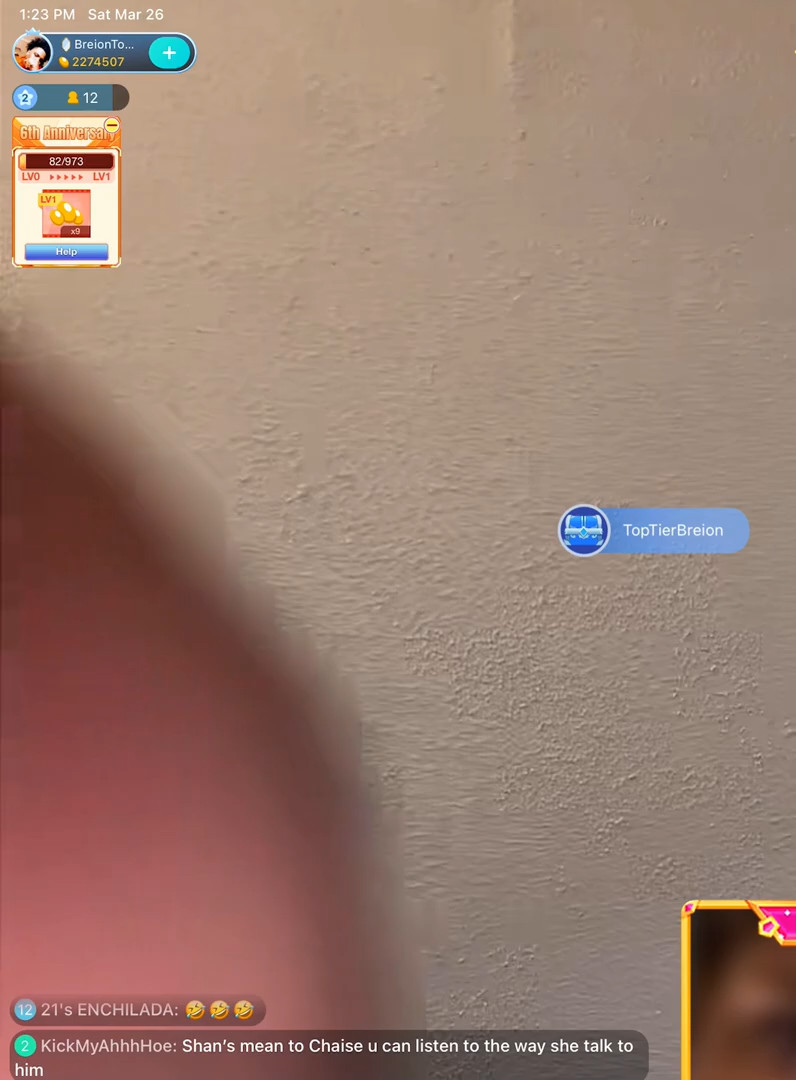 1:23 PM Sat Mar 26
BreionTo...
2274507
2 12
6th Anniversary
82/973
LV0 LV1
LV1
x9
Help
TopTierBreion
12 21's ENCHILADA: 🤣🤣🤣
2 KickMyAhhhHoe: Shan's mean to Chaise u can listen to the way she talk to
him